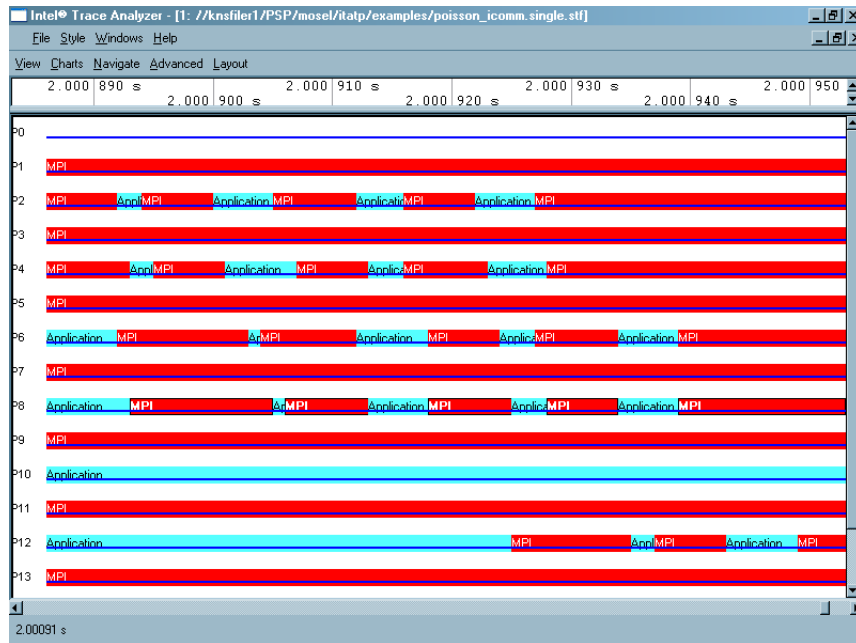 Intel® Trace Analyzer - [1: //knsfiler1/PSP/mosel/itatp/examples/poisson_icomm.single.stf]
File Style Windows Help
View Charts Navigate Advanced Layout
2.000 890 s 2.000 910 s 2.000 930 s 2.000 950
2.000 900 s 2.000 920 s 2.000 940 s
P0
P1 MPI
P2 MPI Appli MPI Application MPI Applicatic MPI Application MPI
P3 MPI
P4 MPI Appl MPI Application MPI Applica MPI Application MPI
P5 MPI
P6 Application MPI Ap MPI Application MPI Applica MPI Application MPI
P7 MPI
P8 Application MPI Ap MPI Application MPI Applica MPI Application MPI
P9 MPI
P10 Application
P11 MPI
P12 Application MPI Appl MPI Application MPI
P13 MPI
2.00091 s